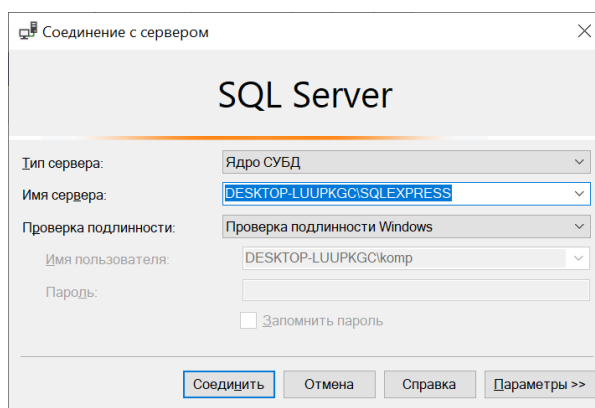 Соединение с сервером
SQL Server
Тип сервера: Ядро СУБД
Имя сервера: DESKTOP-LUUPKGC\SQLEXPRESS
Проверка подлинности: Проверка подлинности Windows
Имя пользователя: DESKTOP-LUUPKGC\komp
Пароль:
Запомнить пароль
Соединить Отмена Справка Параметры >>